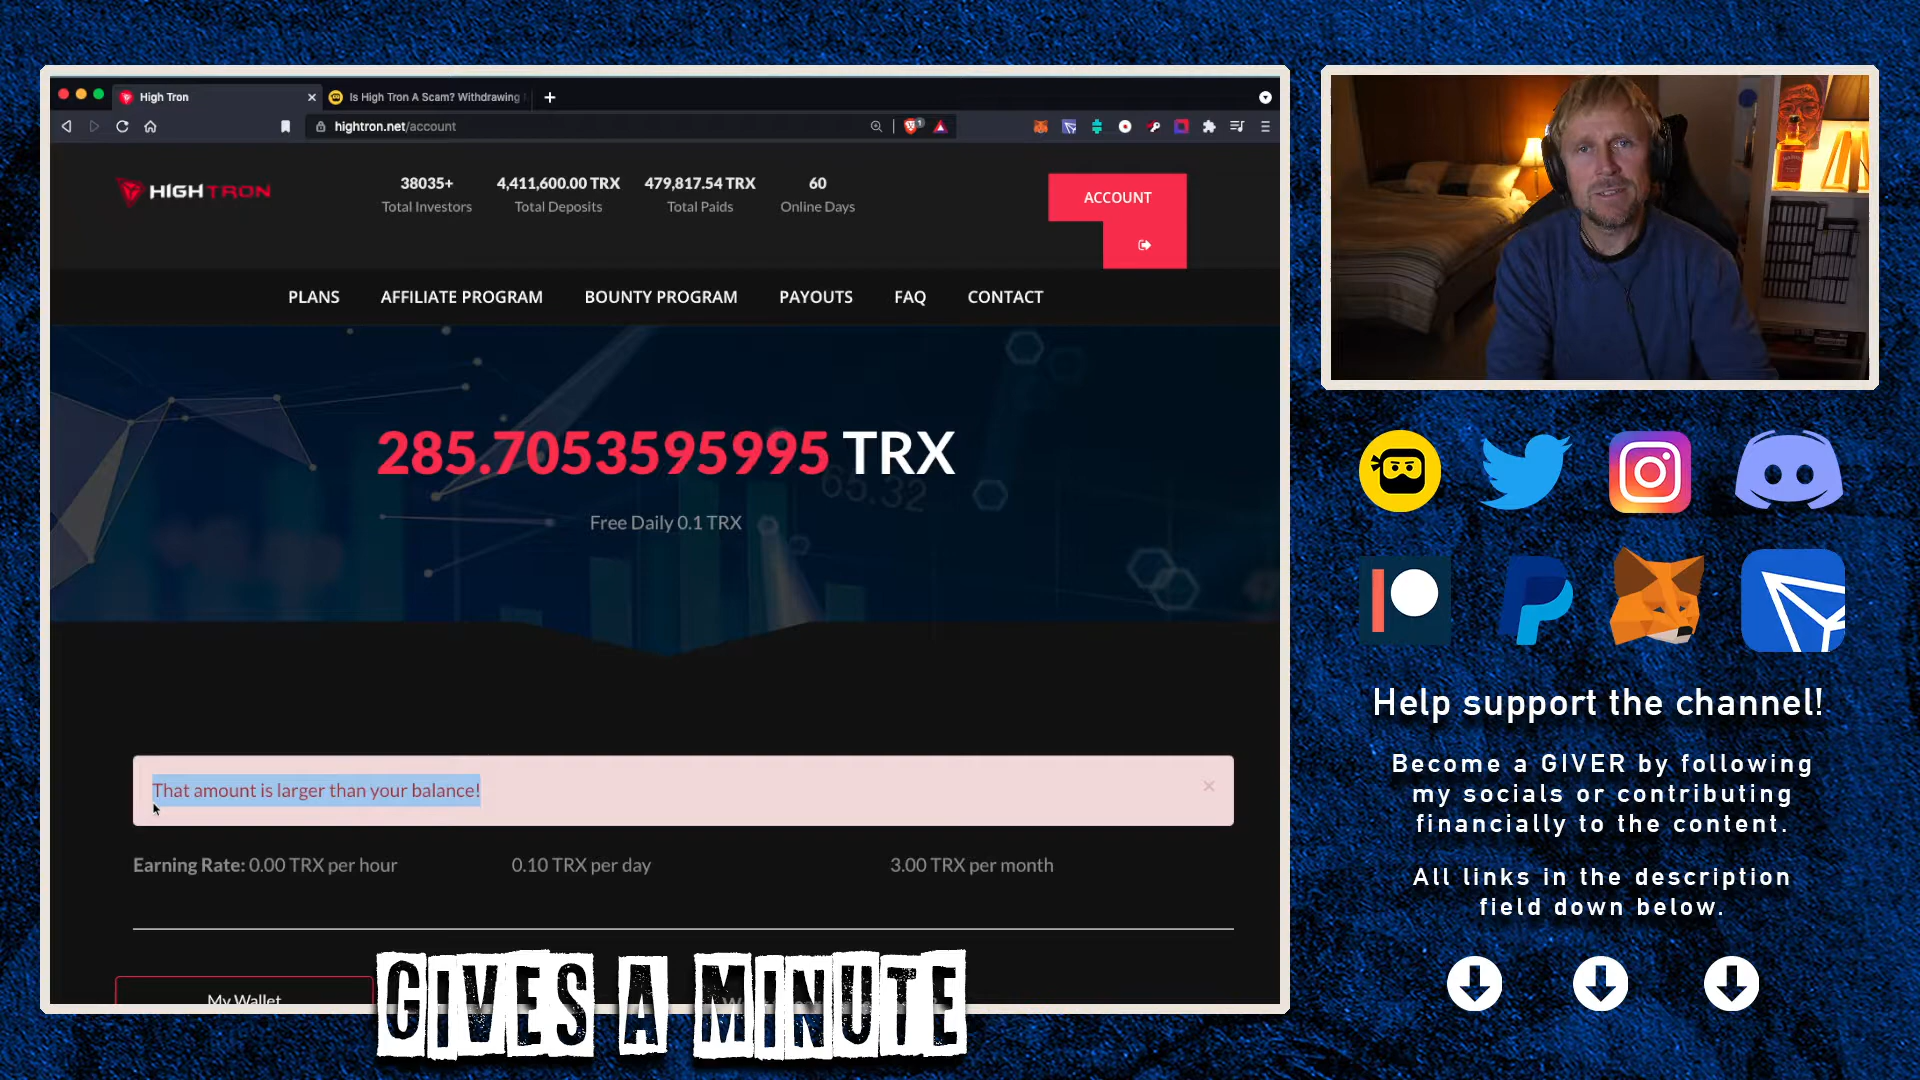 High Tron
Is High Tron A Scam? Withdrawing
hightron.net/account
HIGHTRON
38035+
Total Investors
4,411,600.00 TRX
Total Deposits
479,817.54 TRX
Total Paids
60
Online Days
ACCOUNT
PLANS
AFFILIATE PROGRAM
BOUNTY PROGRAM
PAYOUTS
FAQ
CONTACT
285.7053595995 TRX
65.32
Free Daily 0.1 TRX
That amount is larger than your balance!
Earning Rate: 0.00 TRX per hour
0.10 TRX per day
3.00 TRX per month
My Wallet
GIVES A MINUTE
Help support the channel!
Become a GIVER by following
my socials or contributing
financially to the content.
All links in the description
field down below.